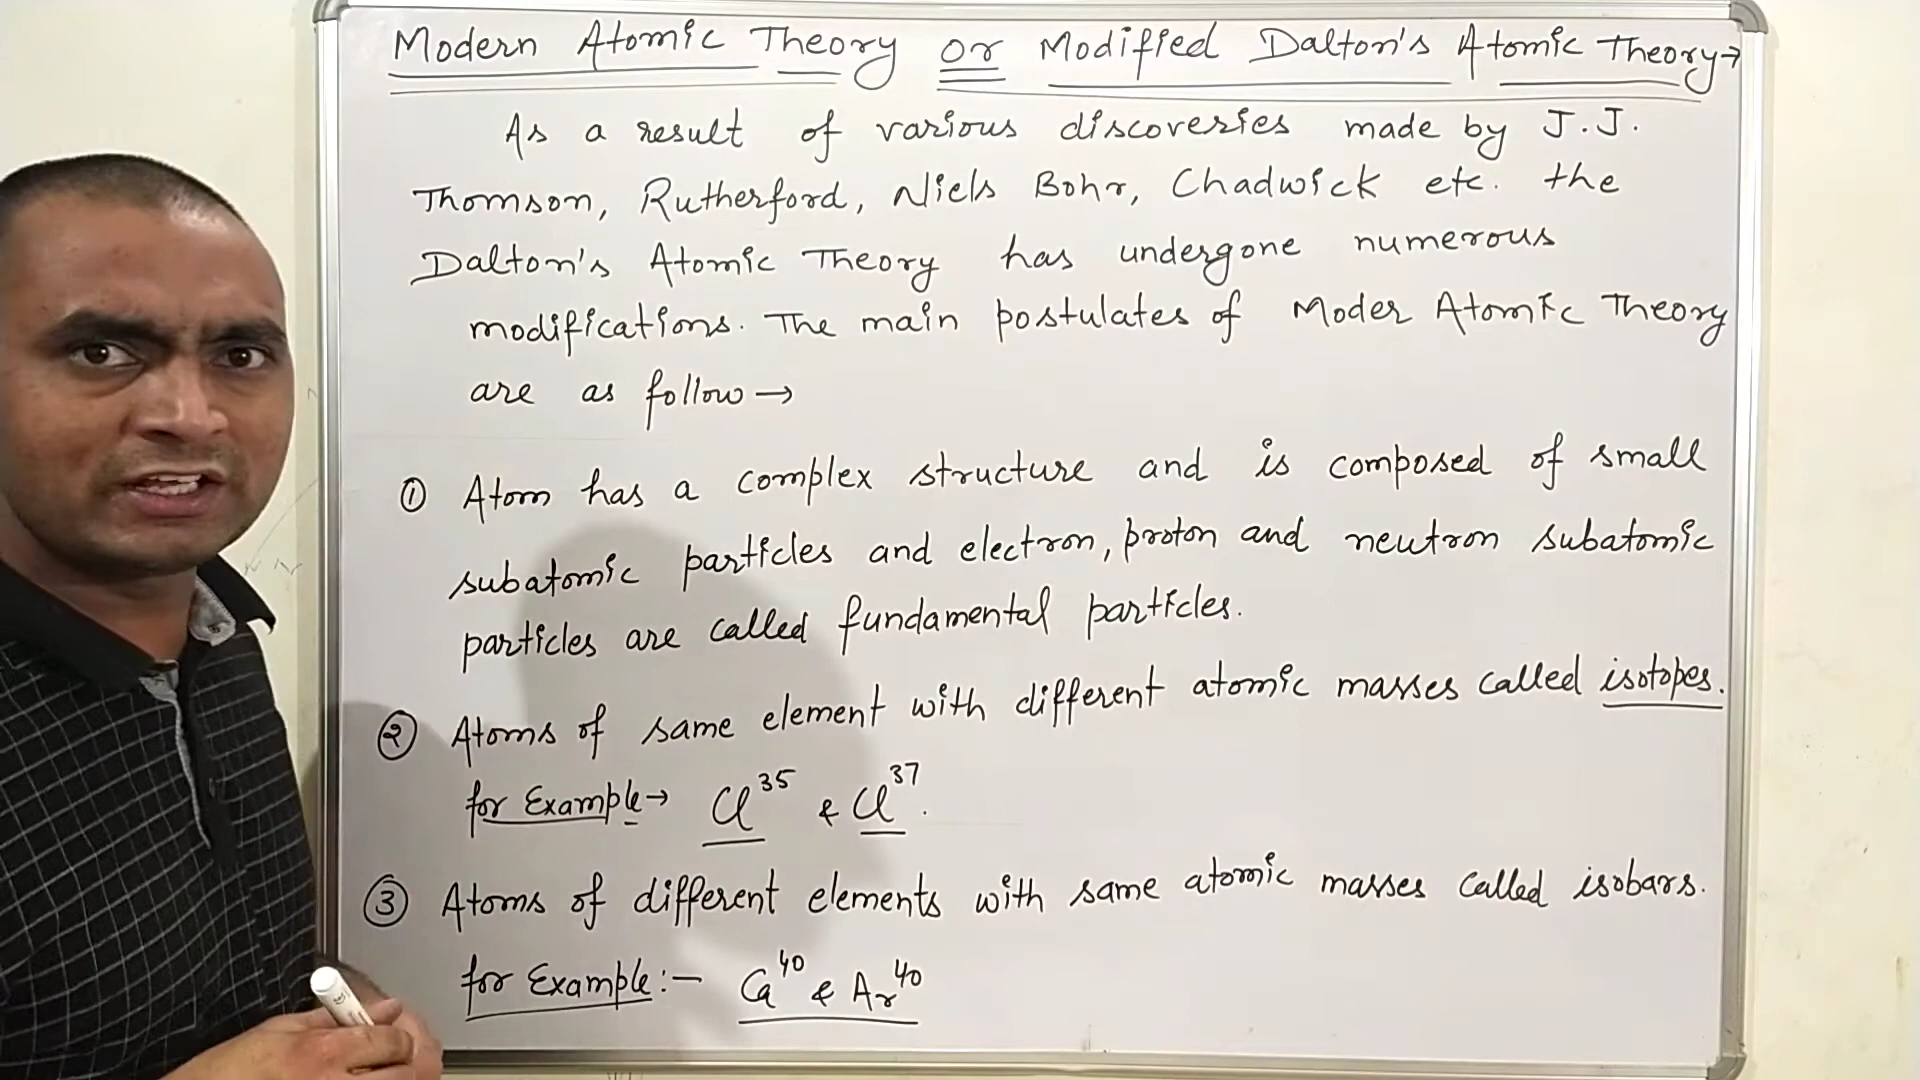 Modern Atomic Theory or Modified Dalton's Atomic Theory→
As a result of various discoveries made by J.J.
Thomson, Rutherford, Niels Bohr, Chadwick etc. the
Dalton's Atomic Theory has undergone numerous
modifications. The main postulates of Moder Atomic Theory
are as follow→
① Atom has a complex structure and is composed of small
subatomic particles and electron, proton and neutron subatomic
particles are called fundamental particles.
② Atoms of same element with different atomic masses called isotopes.
for Example→ Cl³⁵ & Cl³⁷.
③ Atoms of different elements with same atomic masses called isobars.
for Example:- Ca⁴⁰ & Ar⁴⁰